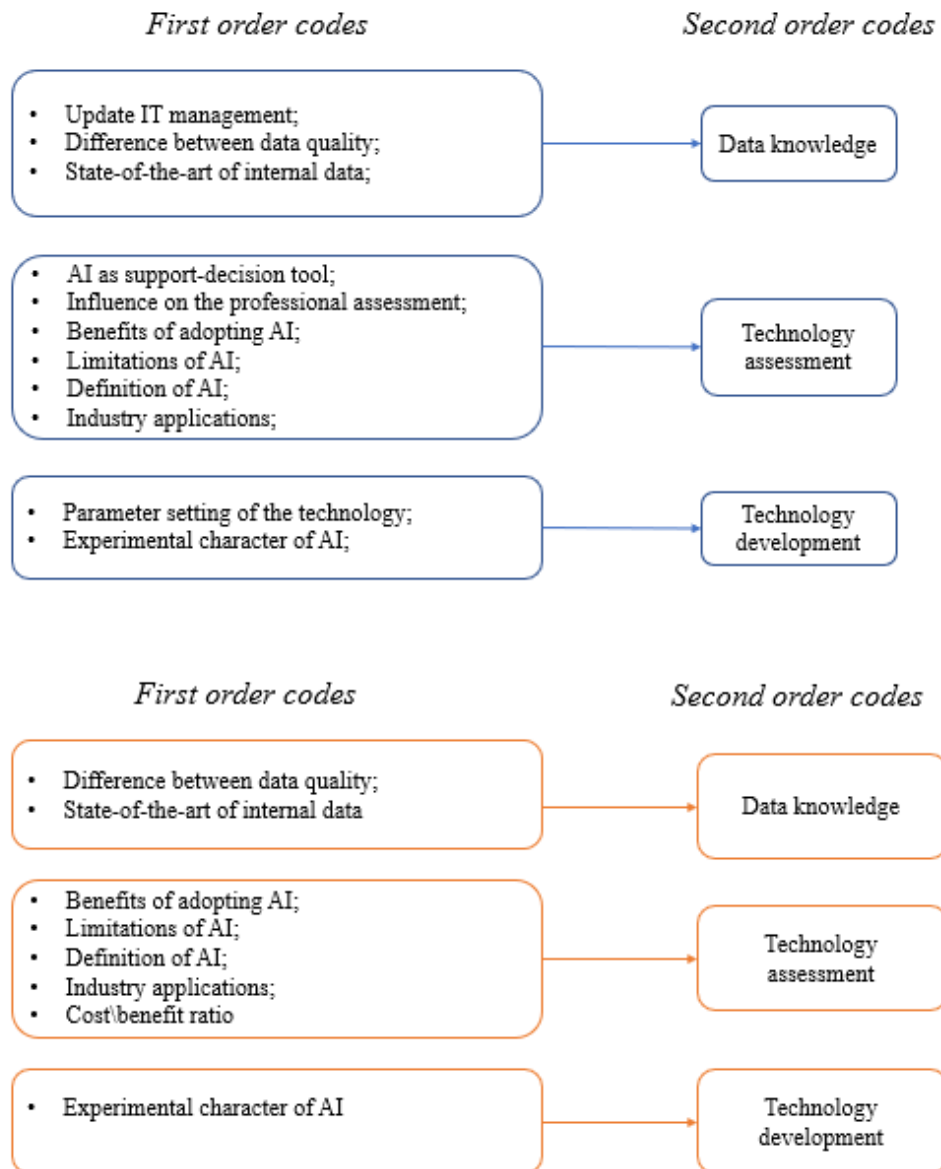 First order codes
Second order codes
• Update IT management;
• Difference between data quality;
• State-of-the-art of internal data;
Data knowledge
• AI as support-decision tool;
• Influence on the professional assessment;
• Benefits of adopting AI;
• Limitations of AI;
• Definition of AI;
• Industry applications;
Technology
assessment
• Parameter setting of the technology;
• Experimental character of AI;
Technology
development
First order codes
Second order codes
• Difference between data quality;
• State-of-the-art of internal data
Data knowledge
• Benefits of adopting AI;
• Limitations of AI;
• Definition of AI;
• Industry applications;
• Cost\benefit ratio
Technology
assessment
• Experimental character of AI
Technology
development